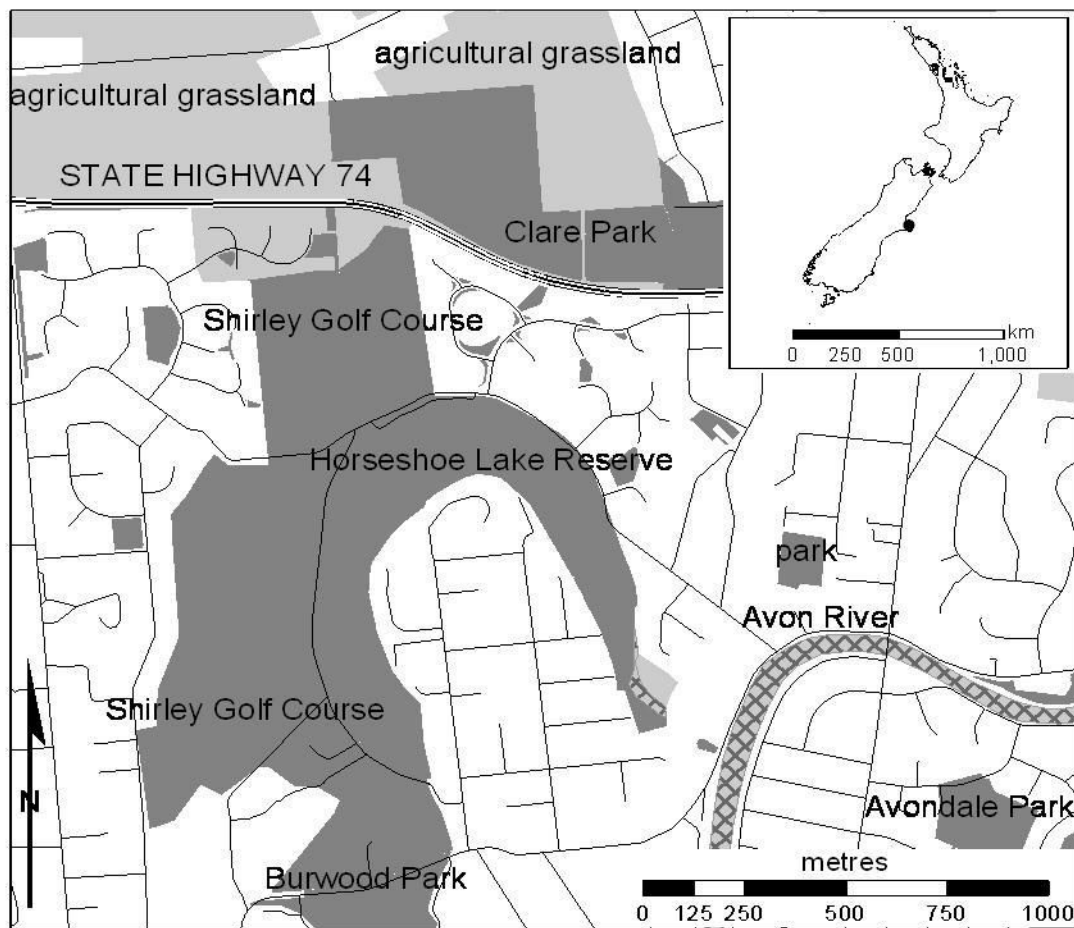 agricultural grassland
agricultural grassland
STATE HIGHWAY 74
Clare Park
km
0 250 500 1,000
Shirley Golf Course
Horseshoe Lake Reserve
park
Avon River
Shirley Golf Course
N
Avondale Park
metres
Burwood Park
0 125 250 500 750 1000